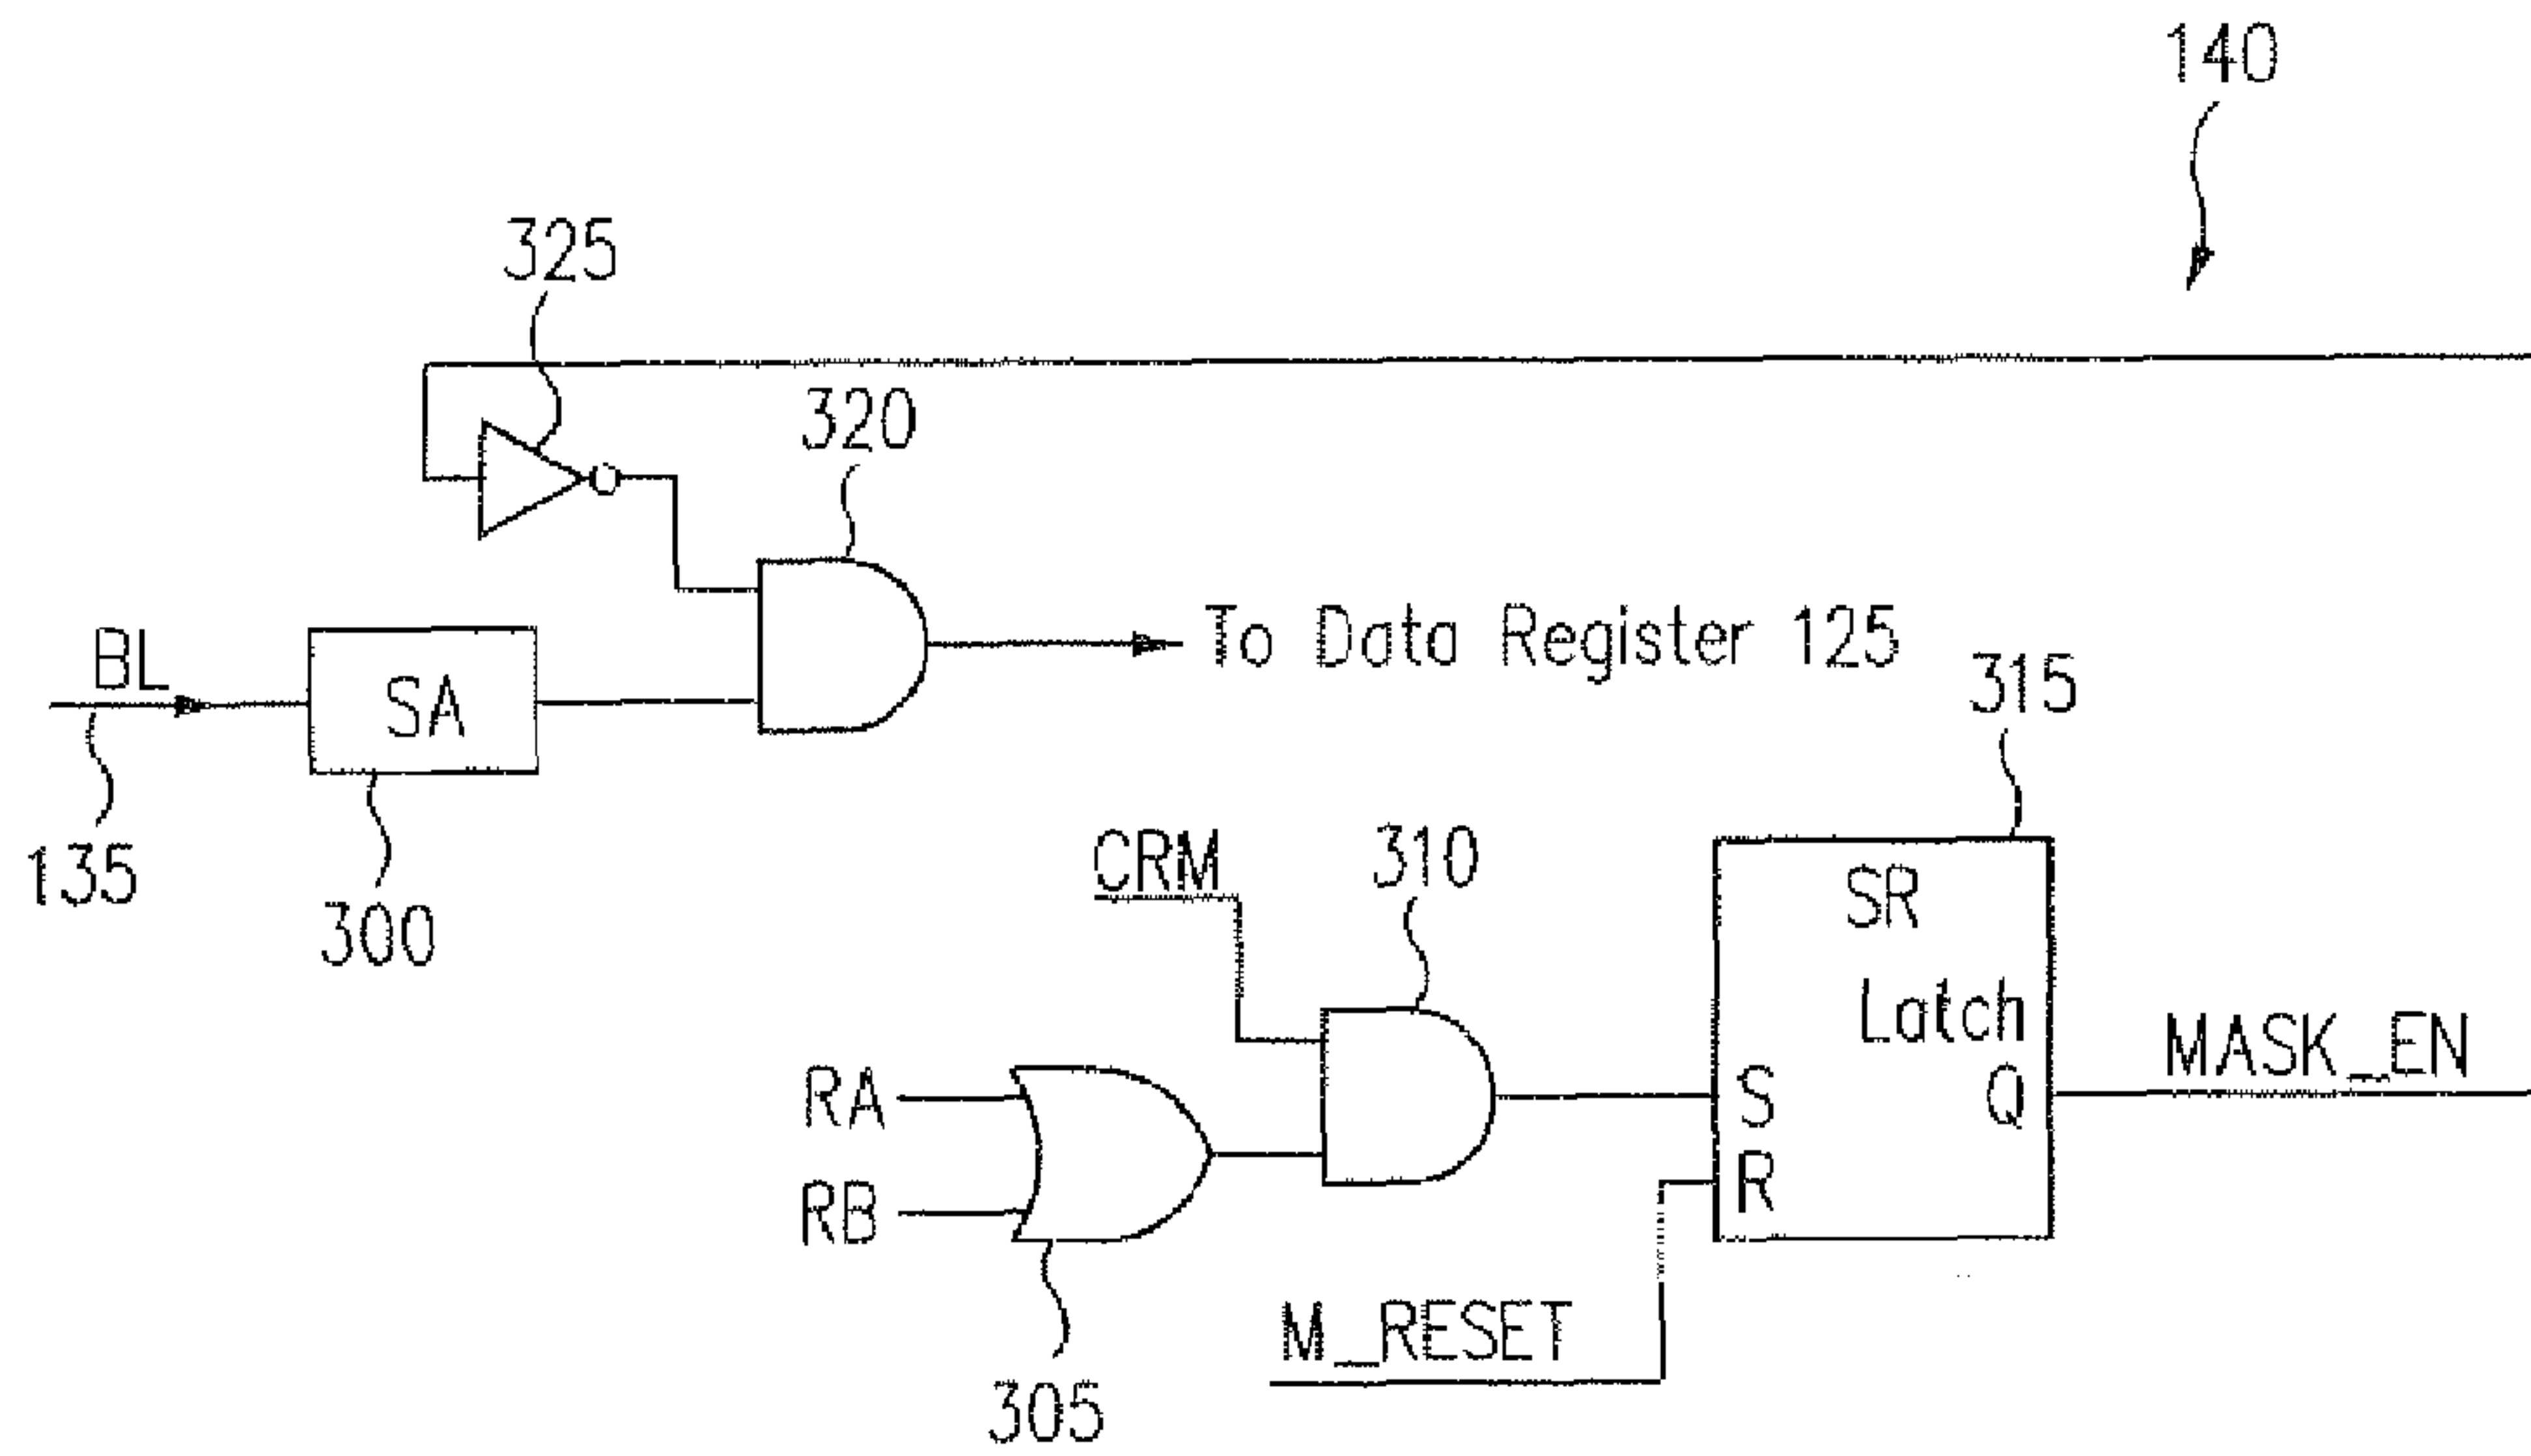 140
325
320
BL
SA
To Data Register 125
135
300
315
CRM
310
SR
Latch
RA
S
Q
MASK_EN
RB
R
M_RESET
305